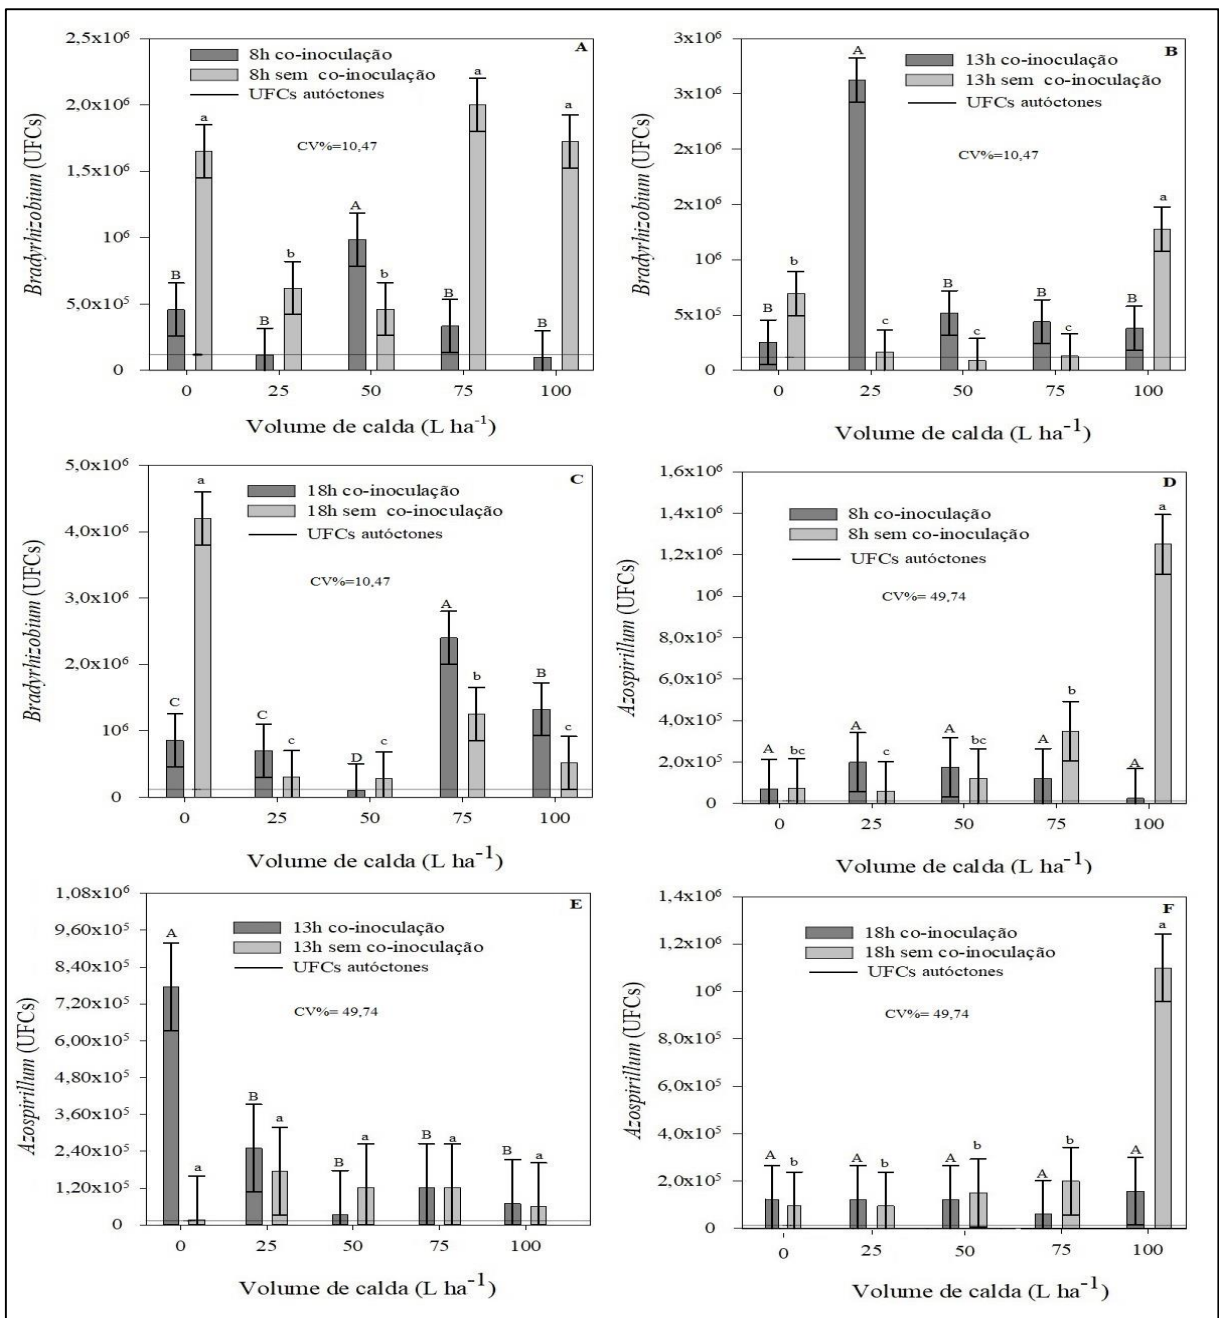 A
8h co-inoculação
8h sem co-inoculação
UFCs autóctones
CV%=10,47
Bradyrhizobium (UFCs)
2,5x10⁶
2,0x10⁶
1,5x10⁶
10⁶
5,0x10⁵
0
B a B b A b B a B a
0 25 50 75 100
Volume de calda (L ha⁻¹)
B
13h co-inoculação
13h sem co-inoculação
UFCs autóctones
CV%=10,47
Bradyrhizobium (UFCs)
3x10⁶
3x10⁶
2x10⁶
2x10⁶
10⁶
5x10⁵
0
B b A c B c B c B a
0 25 50 75 100
Volume de calda (L ha⁻¹)
C
18h co-inoculação
18h sem co-inoculação
UFCs autóctones
CV%=10,47
Bradyrhizobium (UFCs)
5,0x10⁶
4,0x10⁶
3,0x10⁶
2,0x10⁶
10⁶
0
C a C c D c A b B c
0 25 50 75 100
Volume de calda (L ha⁻¹)
D
8h co-inoculação
8h sem co-inoculação
UFCs autóctones
CV%= 49,74
Azospirillum (UFCs)
1,6x10⁶
1,4x10⁶
1,2x10⁶
10⁶
8,0x10⁵
6,0x10⁵
4,0x10⁵
2,0x10⁵
0
A bc A c A bc A b A a
0 25 50 75 100
Volume de calda (L ha⁻¹)
E
13h co-inoculação
13h sem co-inoculação
UFCs autóctones
CV%= 49,74
Azospirillum (UFCs)
1,08x10⁶
9,60x10⁵
8,40x10⁵
7,20x10⁵
6,00x10⁵
4,80x10⁵
3,60x10⁵
2,40x10⁵
1,20x10⁵
0
A a B a B a B a B a
0 25 50 75 100
Volume de calda (L ha⁻¹)
F
18h co-inoculação
18h sem co-inoculação
UFCs autóctones
CV%= 49,74
Azospirillum (UFCs)
1,4x10⁶
1,2x10⁶
10⁶
8,0x10⁵
6,0x10⁵
4,0x10⁵
2,0x10⁵
0
A b A b A b A b A a
0 25 50 75 100
Volume de calda (L ha⁻¹)